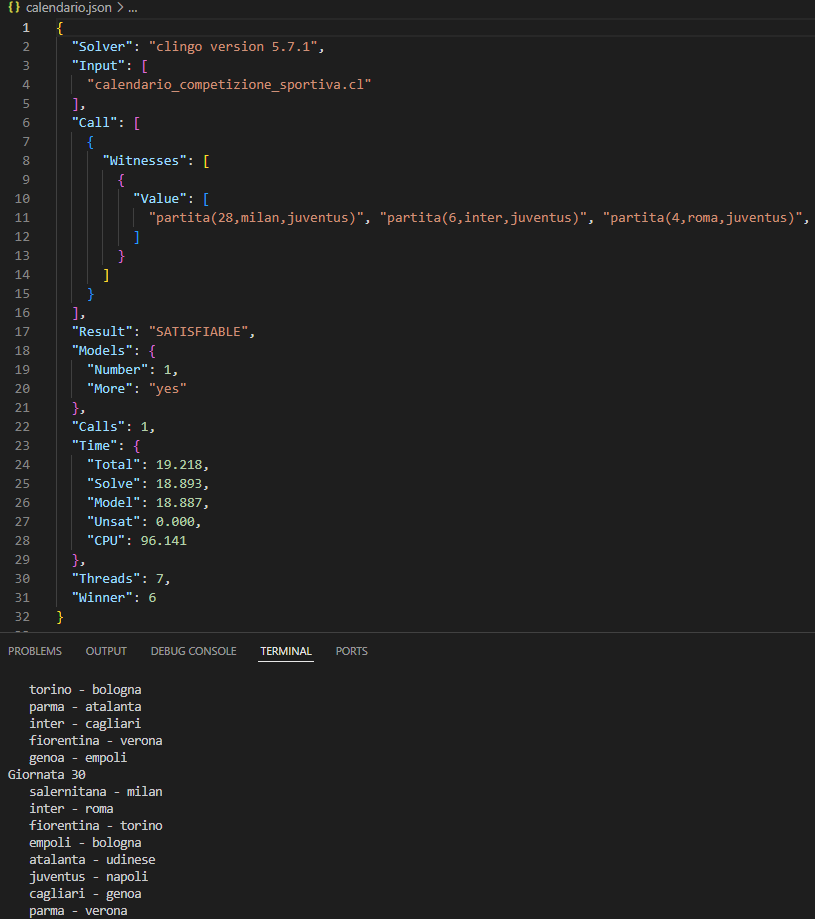 {} calendario.json > ...
1 {
2 "Solver": "clingo version 5.7.1",
3 "Input": [
4 "calendario_competizione_sportiva.cl"
5 ],
6 "Call": [
7 {
8 "Witnesses": [
9 {
10 "Value": [
11 "partita(28,milan,juventus)", "partita(6,inter,juventus)", "partita(4,roma,juventus)",
12 ]
13 }
14 ]
15 }
16 ],
17 "Result": "SATISFIABLE",
18 "Models": {
19 "Number": 1,
20 "More": "yes"
21 },
22 "Calls": 1,
23 "Time": {
24 "Total": 19.218,
25 "Solve": 18.893,
26 "Model": 18.887,
27 "Unsat": 0.000,
28 "CPU": 96.141
29 },
30 "Threads": 7,
31 "Winner": 6
32 }
PROBLEMS OUTPUT DEBUG CONSOLE TERMINAL PORTS
torino - bologna
parma - atalanta
inter - cagliari
fiorentina - verona
genoa - empoli
Giornata 30
salernitana - milan
inter - roma
fiorentina - torino
empoli - bologna
atalanta - udinese
juventus - napoli
cagliari - genoa
parma - verona